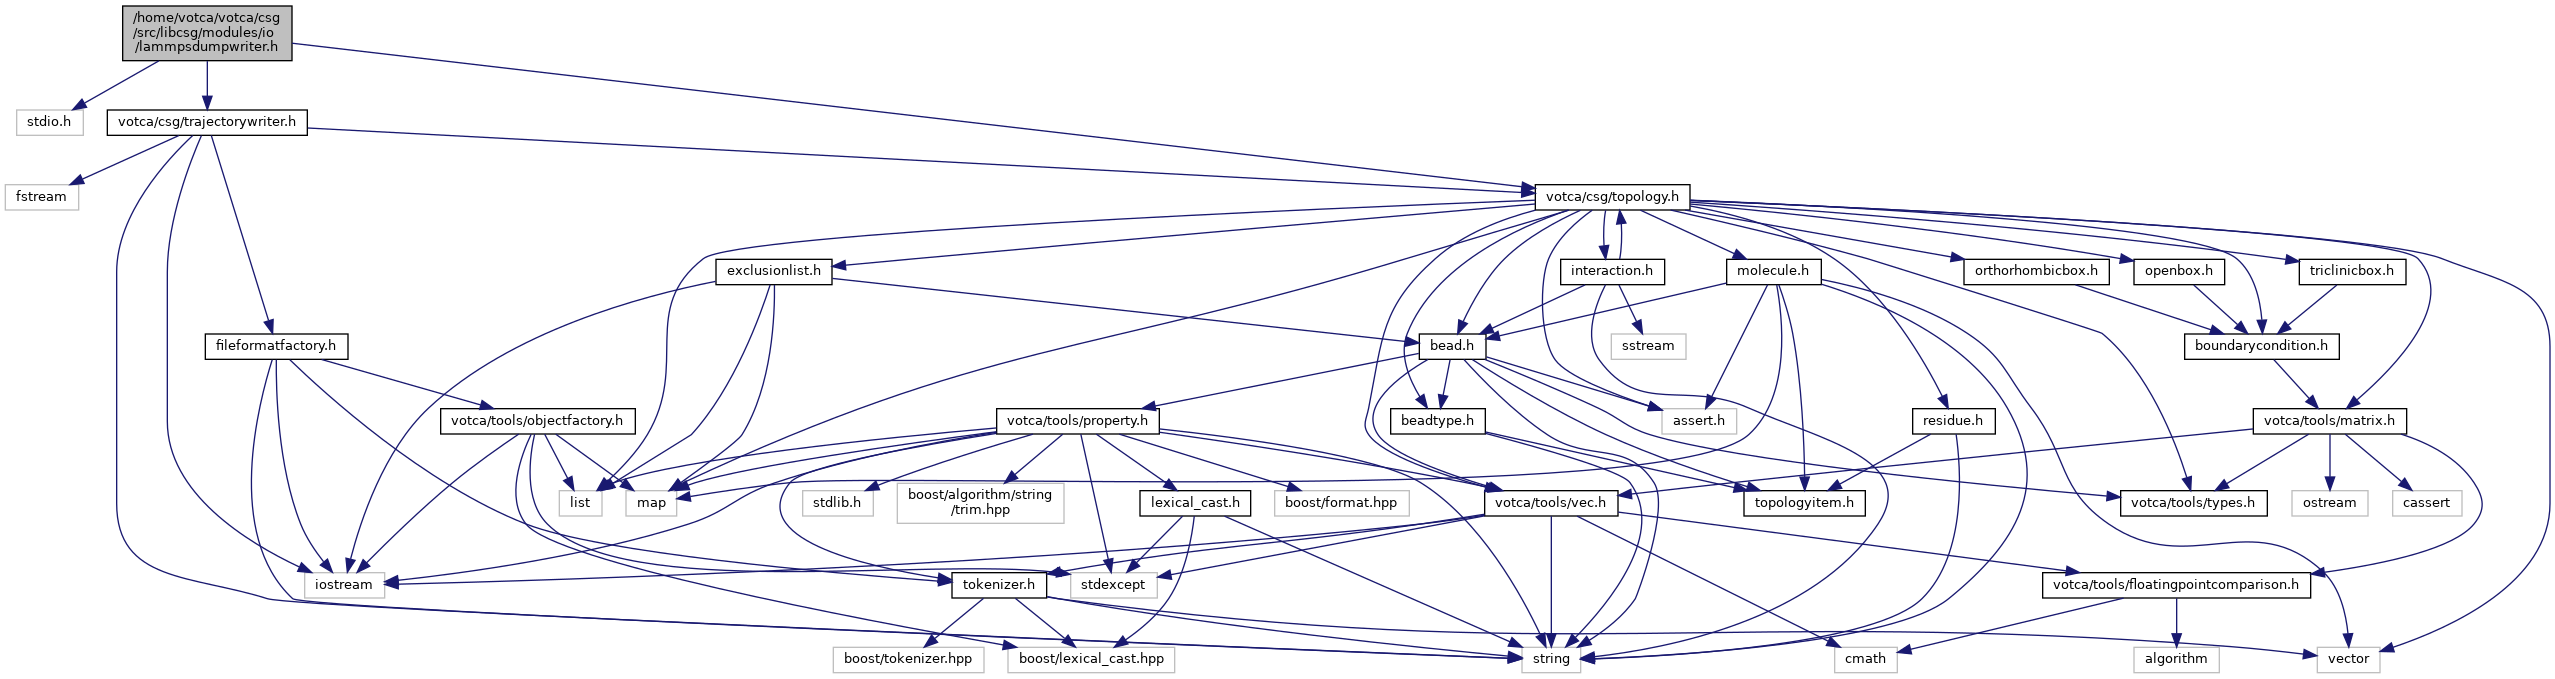 /home/votca/votca/csg
/src/libcsg/modules/io
/lammpsdumpwriter.h
stdio.h
votca/csg/trajectorywriter.h
fstream
votca/csg/topology.h
exclusionlist.h
interaction.h
molecule.h
orthorhombicbox.h
openbox.h
triclinicbox.h
fileformatfactory.h
bead.h
sstream
boundarycondition.h
votca/tools/objectfactory.h
votca/tools/property.h
beadtype.h
assert.h
residue.h
votca/tools/matrix.h
list
map
stdlib.h
boost/algorithm/string
/trim.hpp
lexical_cast.h
boost/format.hpp
votca/tools/vec.h
topologyitem.h
votca/tools/types.h
ostream
cassert
iostream
tokenizer.h
stdexcept
votca/tools/floatingpointcomparison.h
boost/tokenizer.hpp
boost/lexical_cast.hpp
string
cmath
algorithm
vector